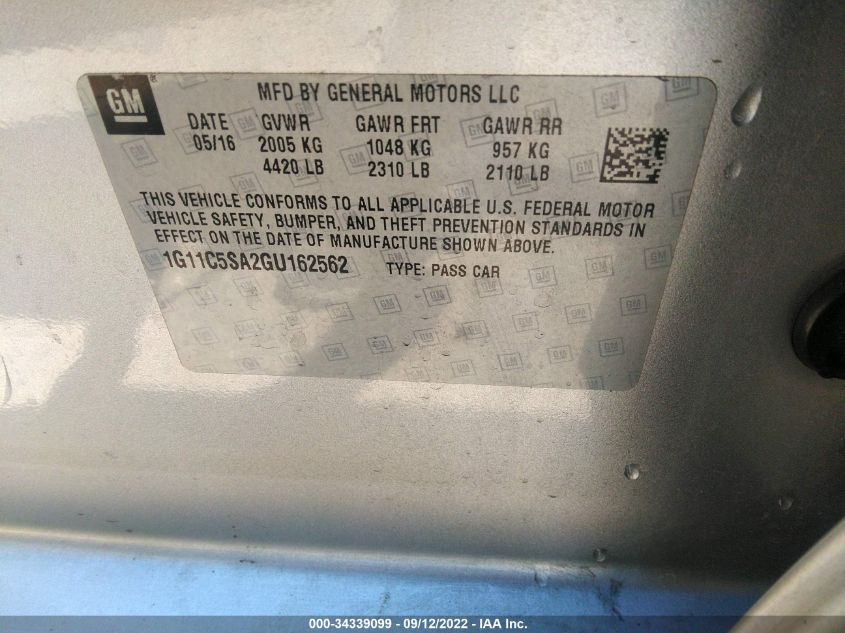 GM
MFD BY GENERAL MOTORS LLC
DATE GVWR GAWR FRT GAWR RR
05/16 2005 KG 1048 KG 957 KG
4420 LB 2310 LB 2110 LB
THIS VEHICLE CONFORMS TO ALL APPLICABLE U.S. FEDERAL MOTOR
VEHICLE SAFETY, BUMPER, AND THEFT PREVENTION STANDARDS IN
EFFECT ON THE DATE OF MANUFACTURE SHOWN ABOVE.
1G11C5SA2GU162562 TYPE: PASS CAR
000-34339099 - 09/12/2022 - IAA Inc.